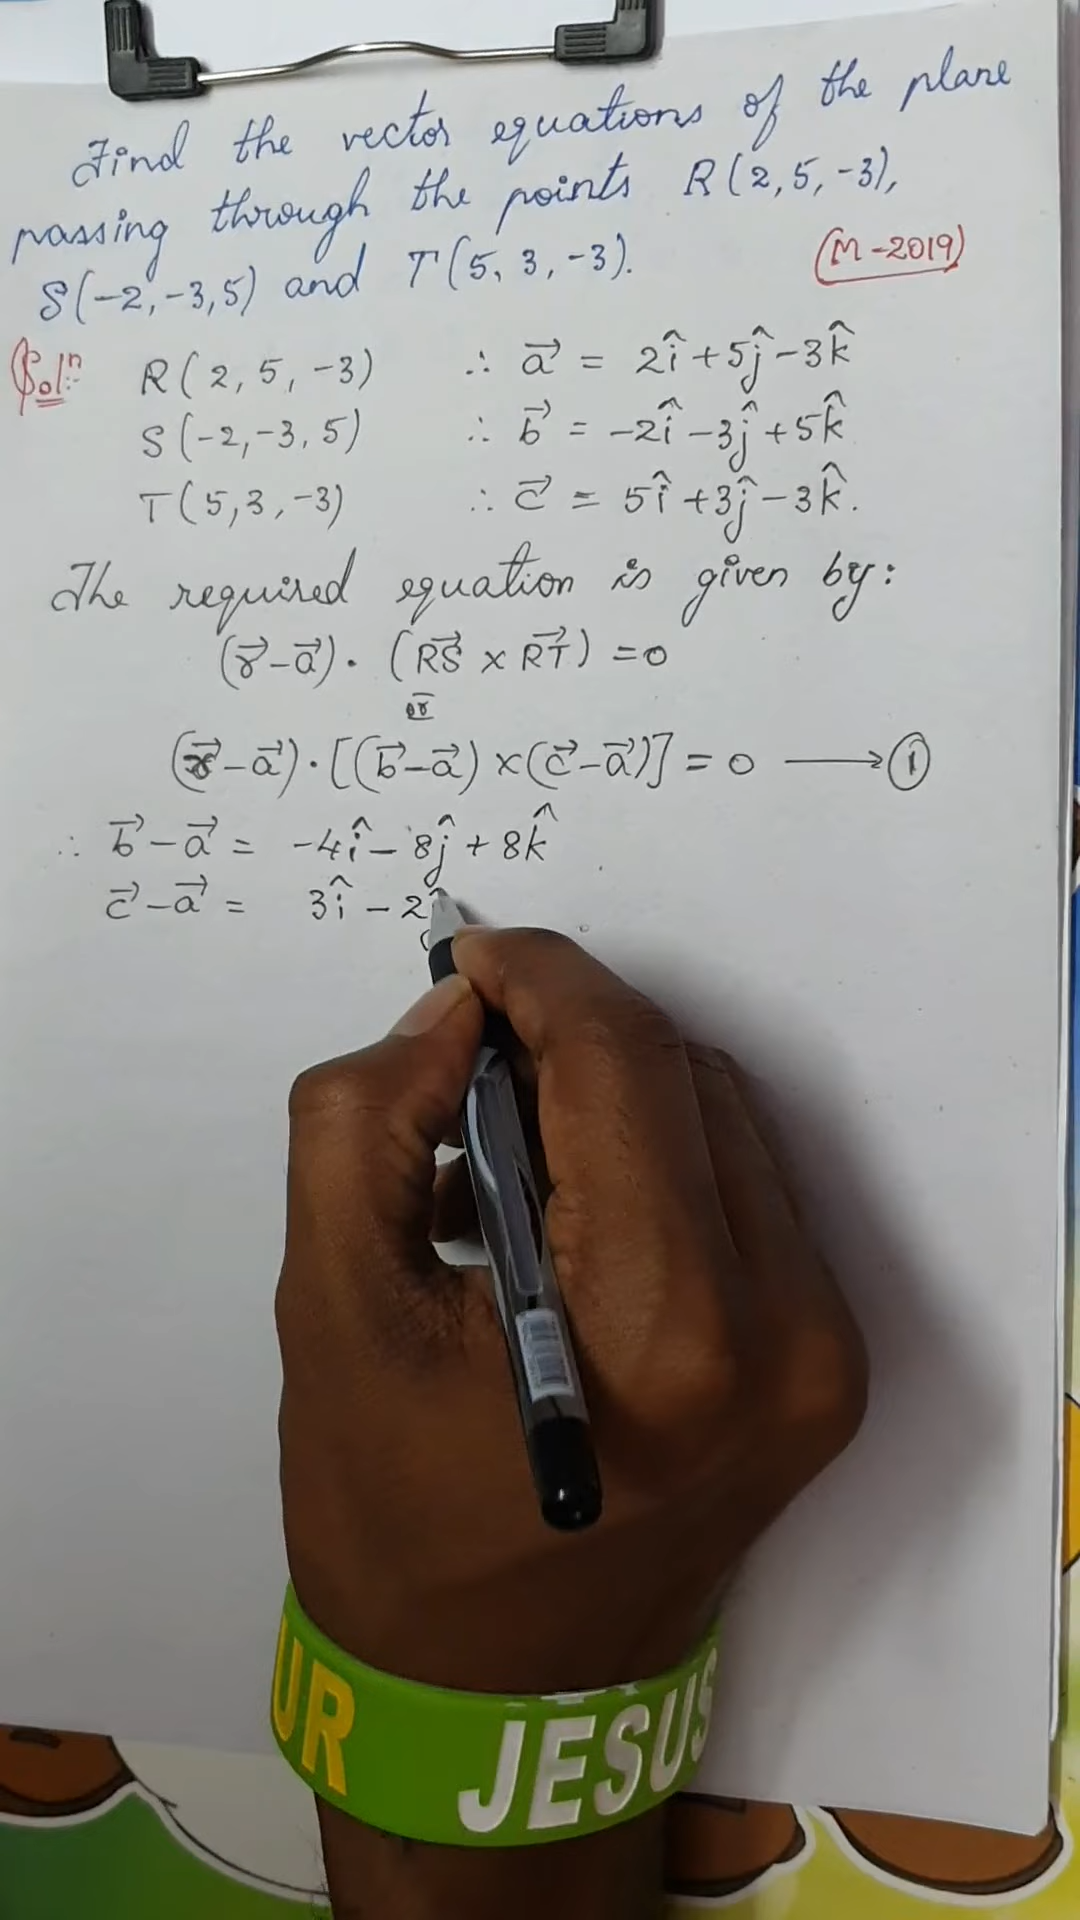 Find the vector equations of the plane
passing through the points R(2,5,-3),
S(-2,-3,5) and T(5,3,-3).
(M-2019)
Solⁿ:
R(2,5,-3) ∴ a⃗ = 2î+5ĵ-3k̂
S(-2,-3,5) ∴ b⃗ = -2î-3ĵ+5k̂
T(5,3,-3) ∴ c⃗ = 5î+3ĵ-3k̂.
The required equation is given by:
(r⃗-a⃗)·(RS⃗ × RT⃗)=0
or
(r⃗-a⃗)·[(b⃗-a⃗)×(c⃗-a⃗)]=0 ⟶ ①
∴ b⃗-a⃗ = -4î-8ĵ+8k̂
c⃗-a⃗ = 3î-2
UR JESUS